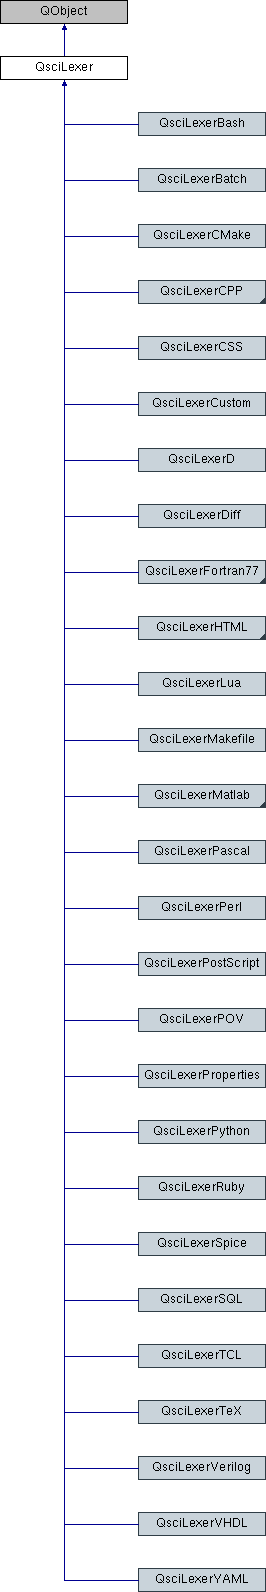 QObject
QsciLexer
QsciLexerBash
QsciLexerBatch
QsciLexerCMake
QsciLexerCPP
QsciLexerCSS
QsciLexerCustom
QsciLexerD
QsciLexerDiff
QsciLexerFortran77
QsciLexerHTML
QsciLexerLua
QsciLexerMakefile
QsciLexerMatlab
QsciLexerPascal
QsciLexerPerl
QsciLexerPostScript
QsciLexerPOV
QsciLexerProperties
QsciLexerPython
QsciLexerRuby
QsciLexerSpice
QsciLexerSQL
QsciLexerTCL
QsciLexerTeX
QsciLexerVerilog
QsciLexerVHDL
QsciLexerYAML